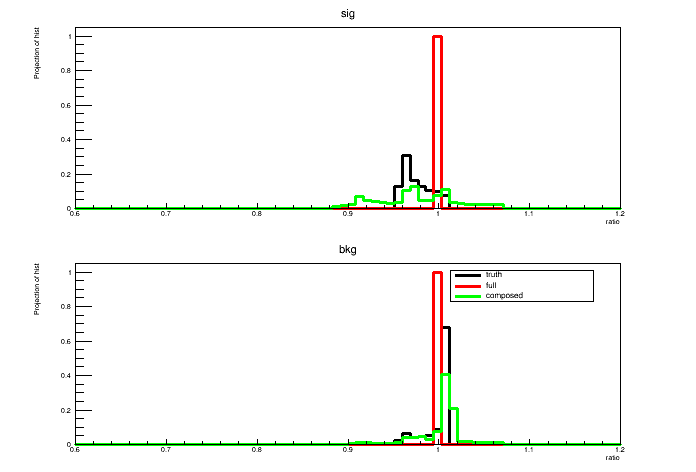 sig
Projection of hist
1
0.8
0.6
0.4
0.2
0
0.6 0.7 0.8 0.9 1 1.1 1.2
ratio
bkg
Projection of hist
truth
full
composed
1
0.8
0.6
0.4
0.2
0
0.6 0.7 0.8 0.9 1 1.1 1.2
ratio